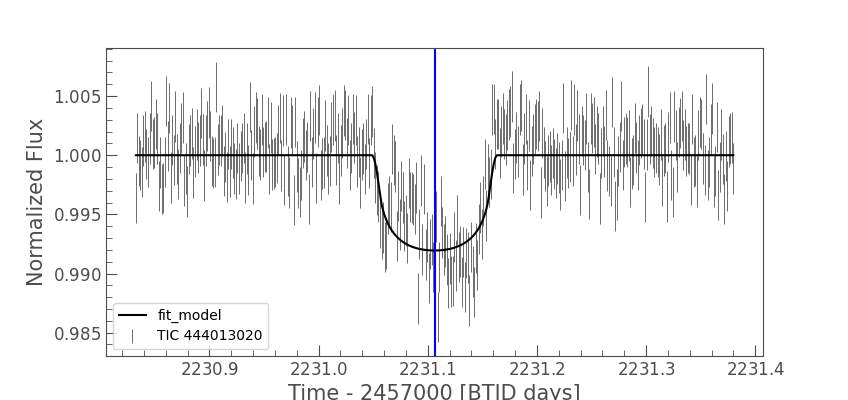 Normalized Flux
1.005
1.000
0.995
0.990
0.985
fit_model
TIC 444013020
2230.9 2231.0 2231.1 2231.2 2231.3 2231.4
Time - 2457000 [BTJD days]